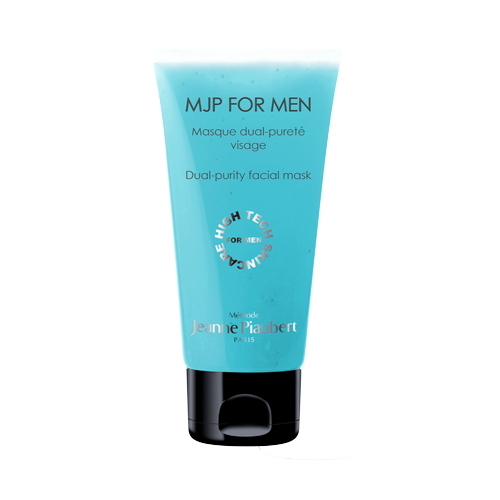 MJP FOR MEN
Masque dual-pureté
visage
Dual-purity facial mask
HIGH TECH SKINCARE
FOR MEN
Méthode
Jeanne Piaubert
PARIS